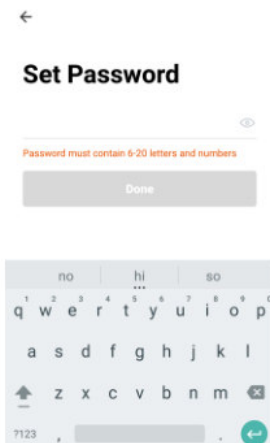 Set Password
Password must contain 6-20 letters and numbers
Done
no hi so
1 2 3 4 5 6 7 8 9 0
q w e r t y u i o p
a s d f g h j k l
z x c v b n m
?123 , .